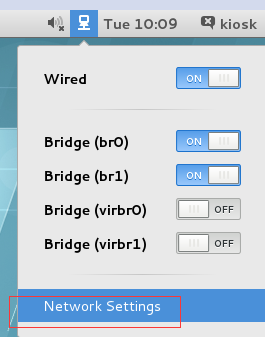 Tue 10:09 kiosk
Wired ON
Bridge (br0) ON
Bridge (br1) ON
Bridge (virbr0) OFF
Bridge (virbr1) OFF
Network Settings